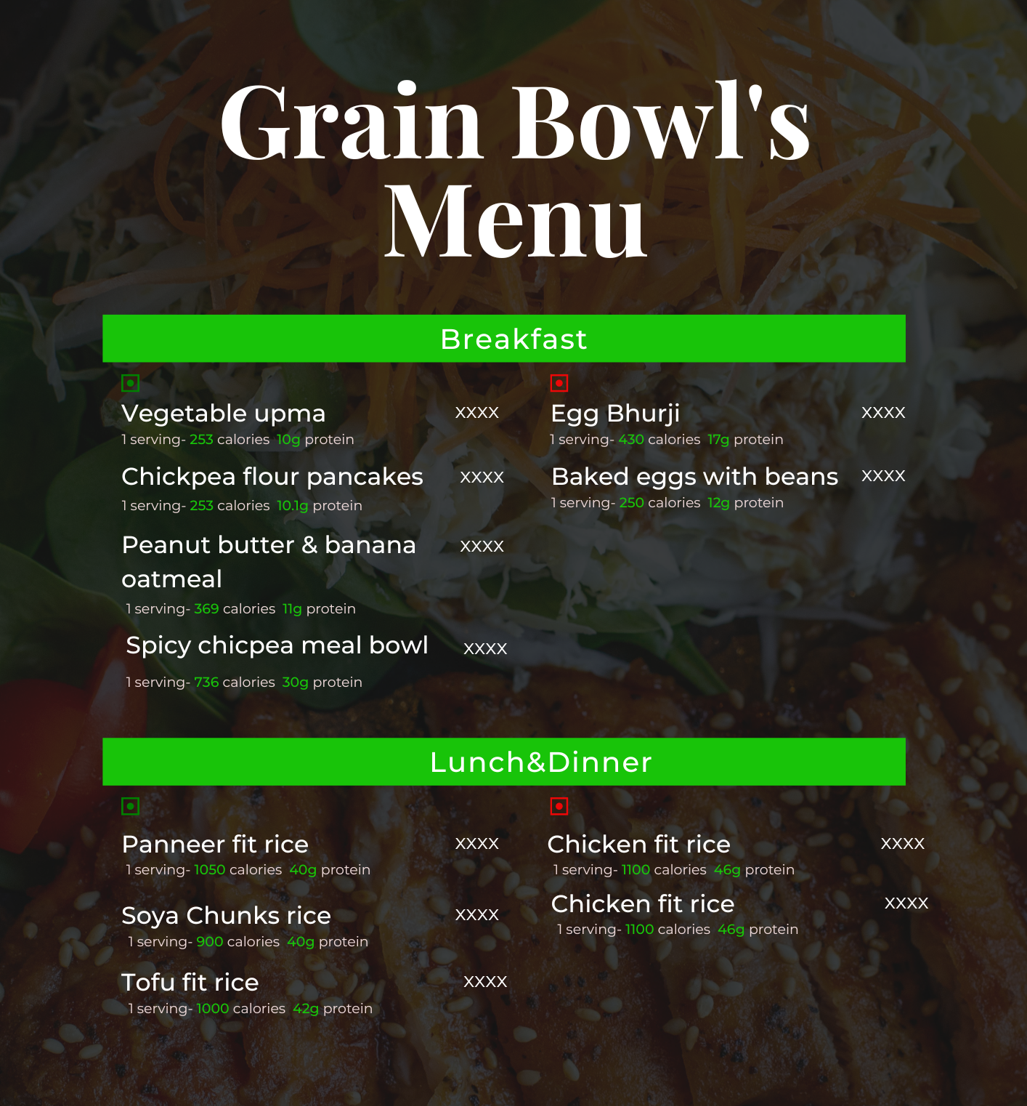 Grain Bowl's
Menu
Breakfast
Vegetable upma XXXX
1 serving- 253 calories 10g protein
Chickpea flour pancakes XXXX
1 serving- 253 calories 10.1g protein
Peanut butter & banana XXXX
oatmeal
1 serving- 369 calories 11g protein
Spicy chicpea meal bowl XXXX
1 serving- 736 calories 30g protein
Egg Bhurji XXXX
1 serving- 430 calories 17g protein
Baked eggs with beans XXXX
1 serving- 250 calories 12g protein
Lunch&Dinner
Panneer fit rice XXXX
1 serving- 1050 calories 40g protein
Soya Chunks rice XXXX
1 serving- 900 calories 40g protein
Tofu fit rice XXXX
1 serving- 1000 calories 42g protein
Chicken fit rice XXXX
1 serving- 1100 calories 46g protein
Chicken fit rice XXXX
1 serving- 1100 calories 46g protein